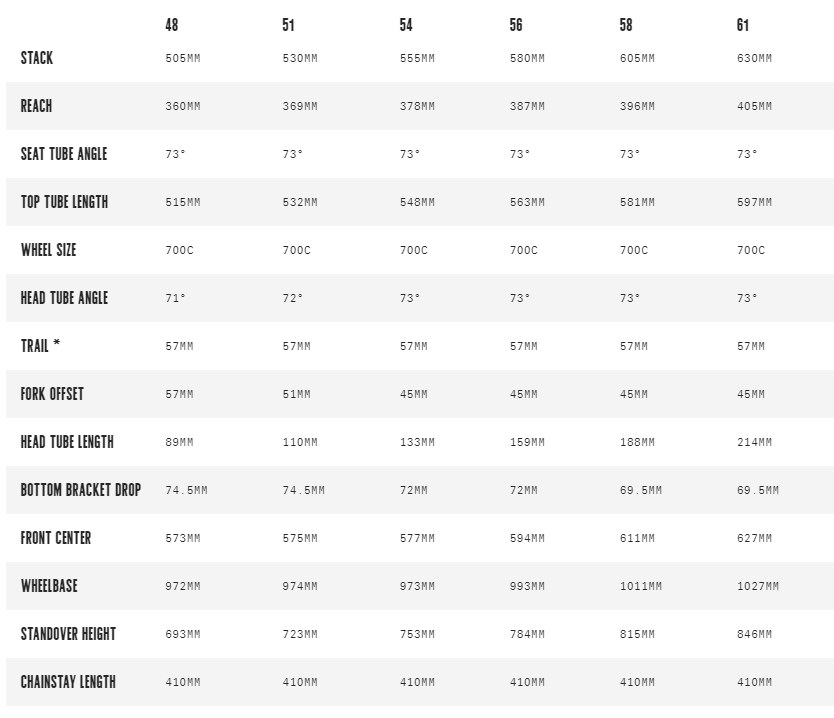 48 51 54 56 58 61
STACK 505MM 530MM 555MM 580MM 605MM 630MM
REACH 360MM 369MM 378MM 387MM 396MM 405MM
SEAT TUBE ANGLE 73° 73° 73° 73° 73° 73°
TOP TUBE LENGTH 515MM 532MM 548MM 563MM 581MM 597MM
WHEEL SIZE 700C 700C 700C 700C 700C 700C
HEAD TUBE ANGLE 71° 72° 73° 73° 73° 73°
TRAIL * 57MM 57MM 57MM 57MM 57MM 57MM
FORK OFFSET 57MM 51MM 45MM 45MM 45MM 45MM
HEAD TUBE LENGTH 89MM 110MM 133MM 159MM 188MM 214MM
BOTTOM BRACKET DROP 74.5MM 74.5MM 72MM 72MM 69.5MM 69.5MM
FRONT CENTER 573MM 575MM 577MM 594MM 611MM 627MM
WHEELBASE 972MM 974MM 973MM 993MM 1011MM 1027MM
STANDOVER HEIGHT 693MM 723MM 753MM 784MM 815MM 846MM
CHAINSTAY LENGTH 410MM 410MM 410MM 410MM 410MM 410MM